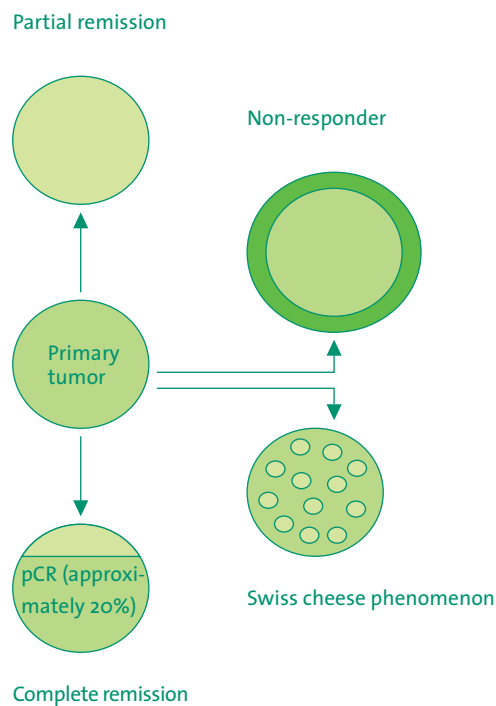 Partial remission
Non-responder
Primary
tumor
pCR (approxi-
mately 20%)
Swiss cheese phenomenon
Complete remission